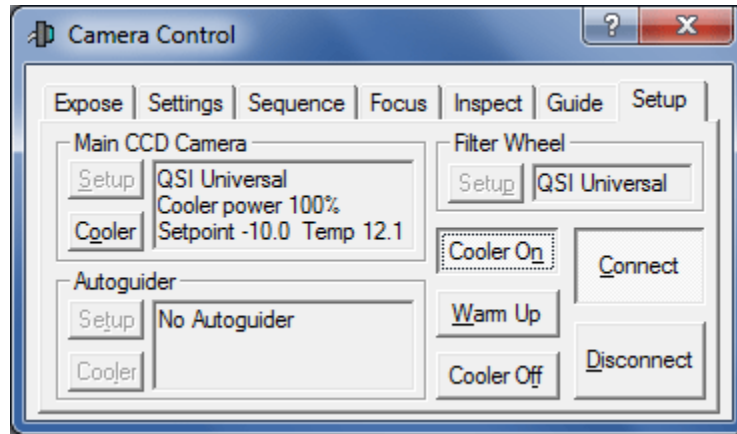 Camera Control
?
X
Expose Settings Sequence Focus Inspect Guide Setup
Main CCD Camera
Setup
QSI Universal
Cooler power 100%
Cooler
Setpoint -10.0 Temp 12.1
Filter Wheel
Setup
QSI Universal
Autoguider
Setup
No Autoguider
Cooler
Cooler On
Warm Up
Cooler Off
Connect
Disconnect